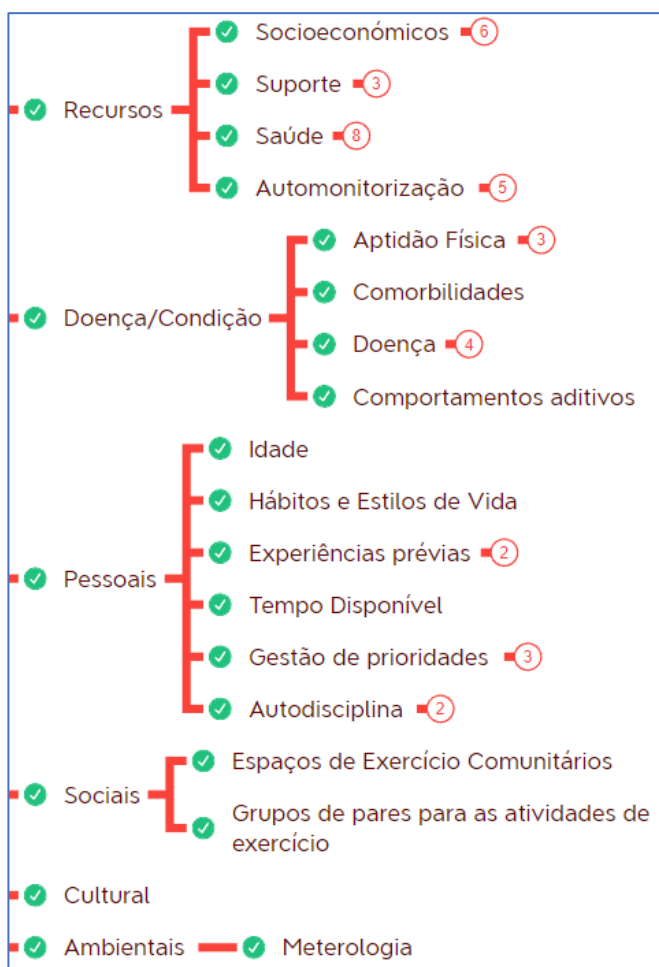 Socioeconómicos 6
Suporte 3
Recursos
Saúde 8
Automonitorização 5
Aptidão Física 3
Comorbilidades
Doença/Condição
Doença 4
Comportamentos aditivos
Idade
Hábitos e Estilos de Vida
Experiências prévias 2
Pessoais
Tempo Disponível
Gestão de prioridades 3
Autodisciplina 2
Espaços de Exercício Comunitários
Sociais
Grupos de pares para as atividades de
exercício
Cultural
Ambientais Meterologia